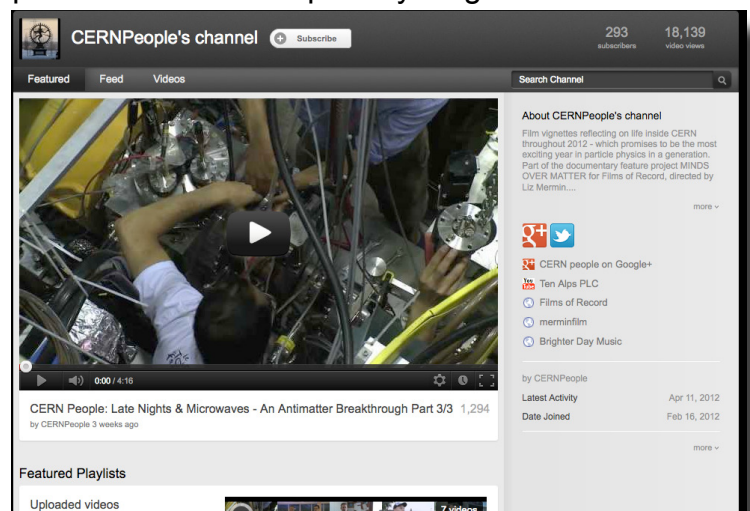 CERNPeople's channel
Subscribe
293
subscribers
18,139
video views
Featured
Feed
Videos
Search Channel
About CERNPeople's channel
Film vignettes reflecting on life inside CERN
throughout 2012 - which promises to be the most
exciting year in particle physics in a generation.
Part of the documentary feature project MINDS
OVER MATTER for Films of Record, directed by
Liz Mermin....
more
g+
CERN people on Google+
You Tube
Ten Alps PLC
Films of Record
merminfilm
Brighter Day Music
0:00 / 4:16
CERN People: Late Nights & Microwaves - An Antimatter Breakthrough Part 3/3 1,294
by CERNPeople 3 weeks ago
by CERNPeople
Latest Activity Apr 11, 2012
Date Joined Feb 16, 2012
more
Featured Playlists
Uploaded videos
7 videos